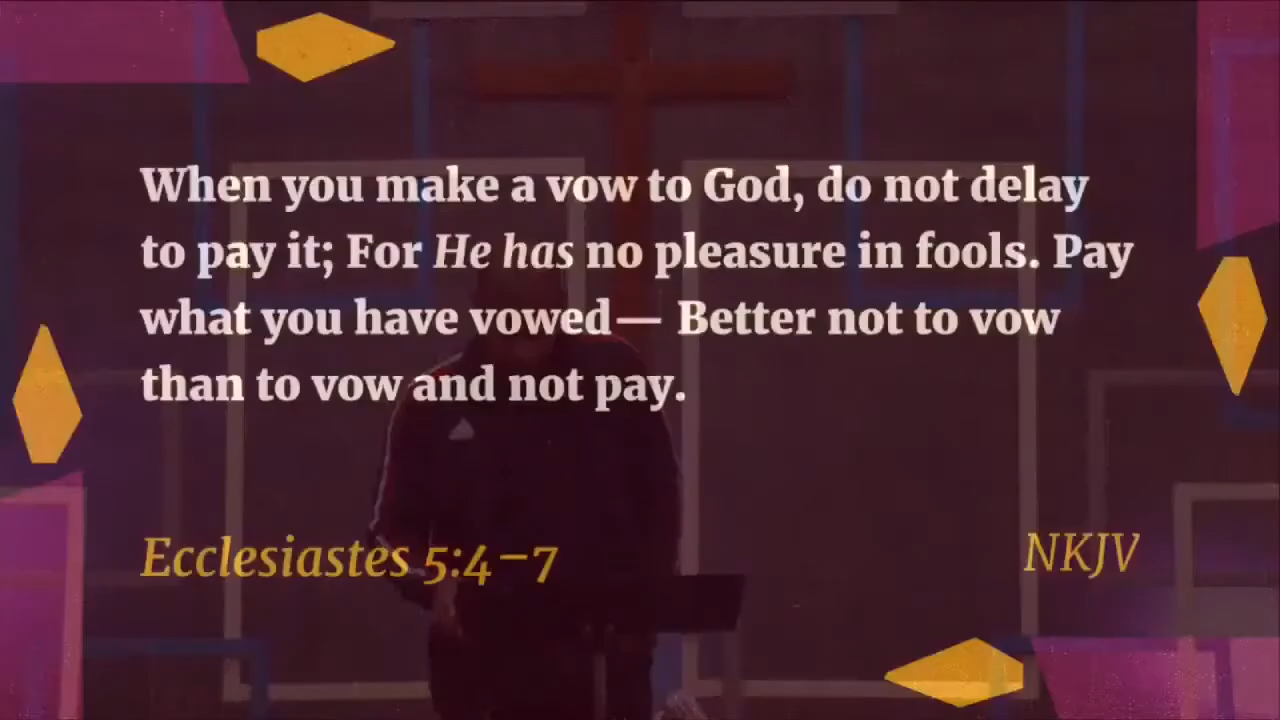 When you make a vow to God, do not delay
to pay it; For He has no pleasure in fools. Pay
what you have vowed— Better not to vow
than to vow and not pay.
Ecclesiastes 5:4–7
NKJV